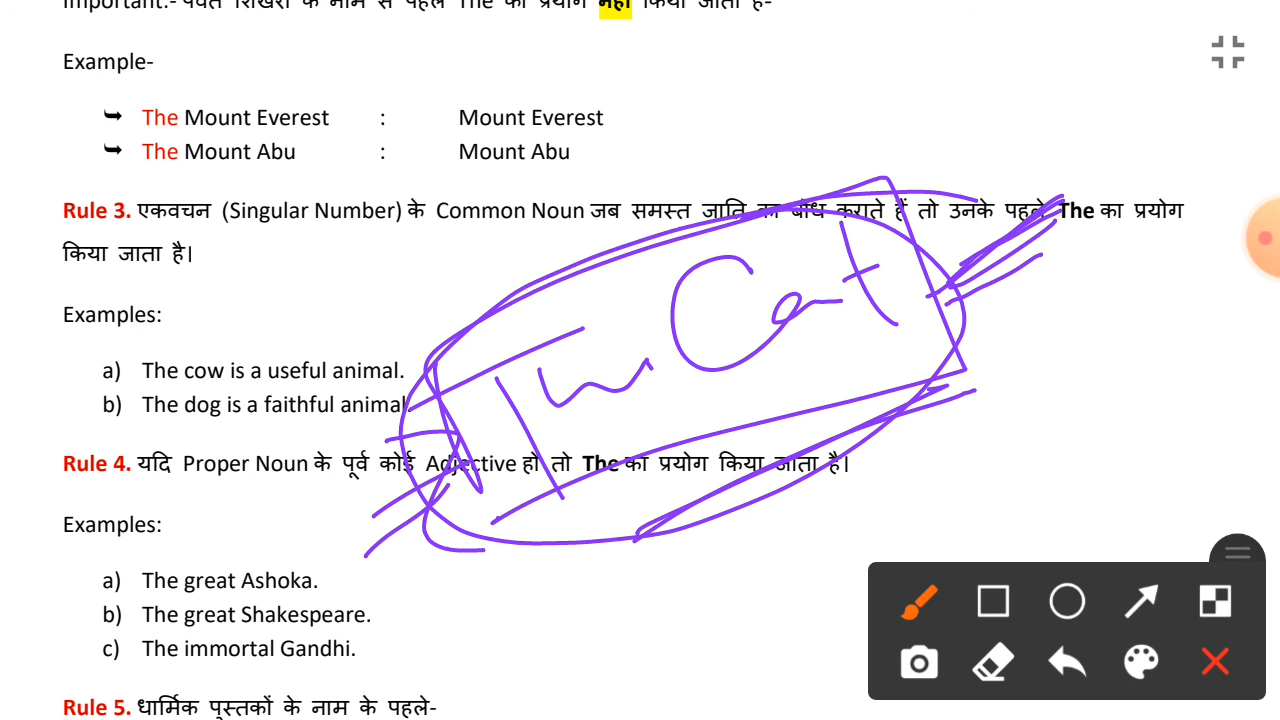 Important:- पर्वत शिखरों के नाम से पहले The का प्रयोग नहीं किया जाता है-
Example-
➥ The Mount Everest : Mount Everest
➥ The Mount Abu : Mount Abu
Rule 3. एकवचन (Singular Number) के Common Noun जब समस्त जाति का बोध कराते हैं तो उनके पहले The का प्रयोग
किया जाता है।
Examples:
a) The cow is a useful animal.
b) The dog is a faithful animal.
The Cat
Rule 4. यदि Proper Noun के पूर्व कोई Adjective हो तो The का प्रयोग किया जाता है।
Examples:
a) The great Ashoka.
b) The great Shakespeare.
c) The immortal Gandhi.
Rule 5. धार्मिक पुस्तकों के नाम के पहले-